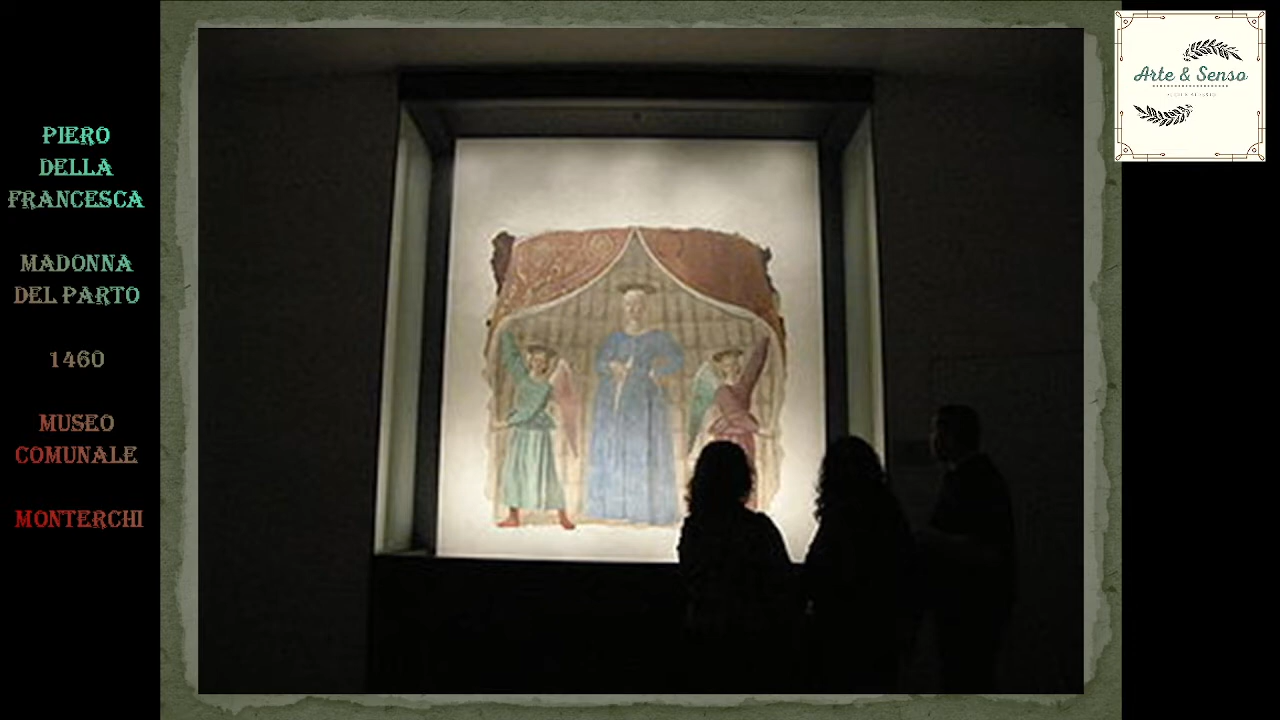 PIERO
DELLA
FRANCESCA
MADONNA
DEL PARTO
1460
MUSEO
COMUNALE
MONTERCHI
Arte & Senso